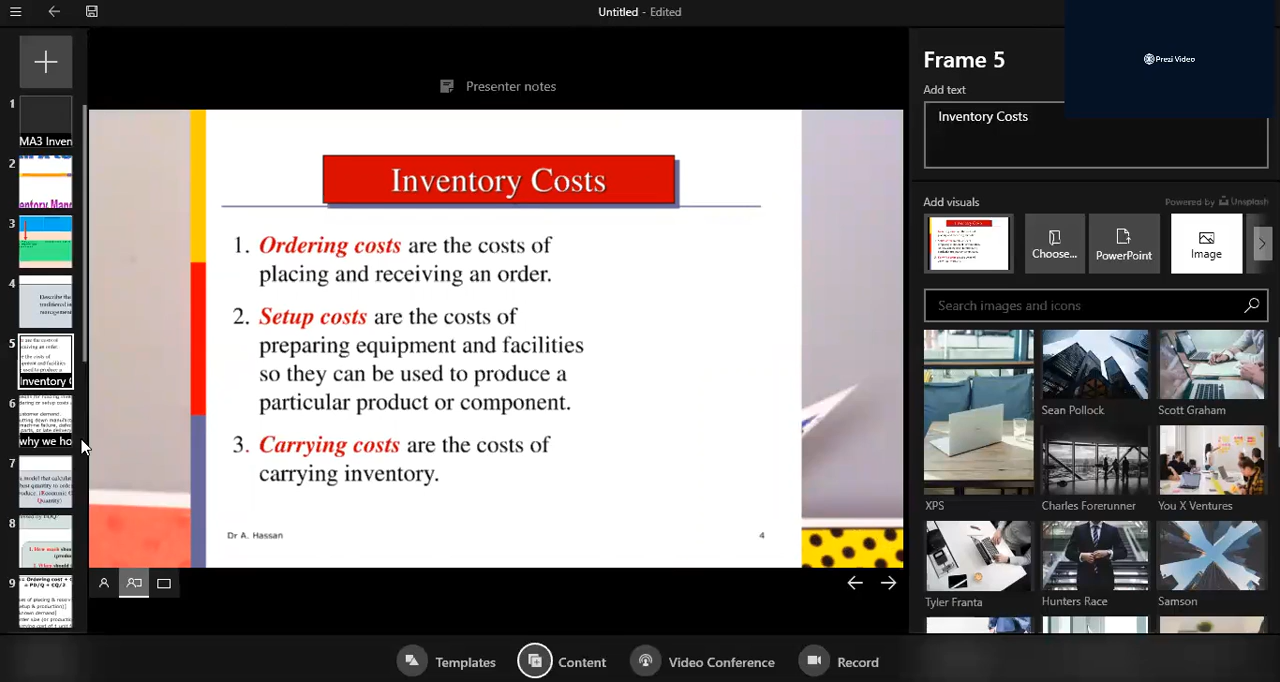 Untitled - Edited
Prezi Video
Presenter notes
Frame 5
Add text
Inventory Costs
Add visuals
Powered by Unsplash
Choose...
PowerPoint
Image
Search images and icons
Sean Pollock
Scott Graham
XPS
Charles Forerunner
You X Ventures
Tyler Franta
Hunters Race
Samson
1
MA3 Inven
2
entory Mana
3
4
Describe the
5
Inventory C
6
why we ho
7
8
9
Inventory Costs
1. Ordering costs are the costs of
placing and receiving an order.
2. Setup costs are the costs of
preparing equipment and facilities
so they can be used to produce a
particular product or component.
3. Carrying costs are the costs of
carrying inventory.
Dr A. Hassan
4
Templates
Content
Video Conference
Record